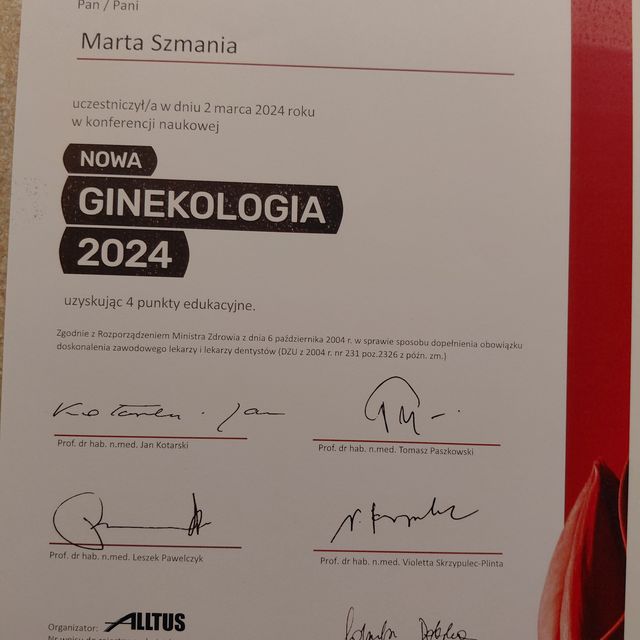 Pan / Pani
Marta Szmania
uczestniczył/a w dniu 2 marca 2024 roku
w konferencji naukowej
NOWA
GINEKOLOGIA
2024
uzyskując 4 punkty edukacyjne.
Zgodnie z Rozporządzeniem Ministra Zdrowia z dnia 6 października 2004 r. w sprawie sposobu dopełnienia obowiązku
doskonalenia zawodowego lekarzy i lekarzy dentystów (DZU z 2004 r. nr 231 poz.2326 z późn. zm.)
Prof. dr hab. n.med. Jan Kotarski
Prof. dr hab. n.med. Tomasz Paszkowski
Prof. dr hab. n.med. Leszek Pawelczyk
Prof. dr hab. n.med. Violetta Skrzypulec-Plinta
Organizator: ALLTUS